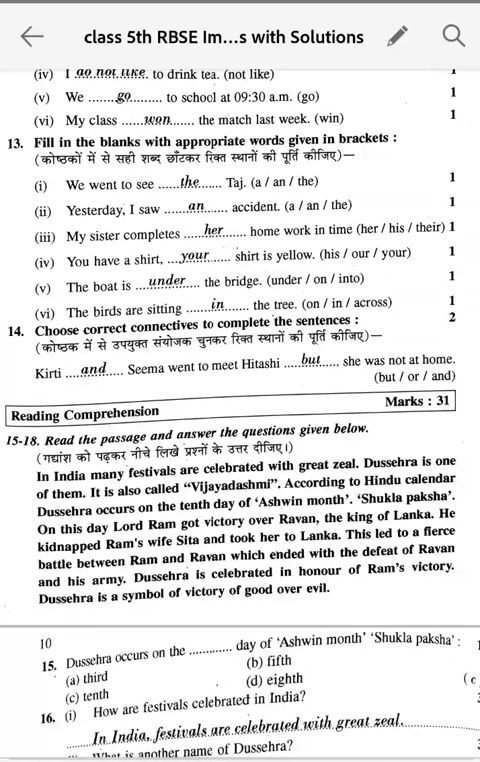 class 5th RBSE Im...s with Solutions
(iv) I ..do not like.. to drink tea. (not like) 1
(v) We ........go.......... to school at 09:30 a.m. (go) 1
(vi) My class ......won....... the match last week. (win) 1
13. Fill in the blanks with appropriate words given in brackets :
(कोष्ठकों में से सही शब्द छाँटकर रिक्त स्थानों की पूर्ति कीजिए)—
(i) We went to see ......the....... Taj. (a / an / the) 1
(ii) Yesterday, I saw .......an....... accident. (a / an / the) 1
(iii) My sister completes ......her....... home work in time (her / his / their) 1
(iv) You have a shirt, ...your...... shirt is yellow. (his / our / your) 1
(v) The boat is ....under.... the bridge. (under / on / into) 1
(vi) The birds are sitting .......in....... the tree. (on / in / across) 1
14. Choose correct connectives to complete the sentences : 2
(कोष्ठक में से उपयुक्त संयोजक चुनकर रिक्त स्थानों की पूर्ति कीजिए)—
Kirti ....and..... Seema went to meet Hitashi .....but..... she was not at home.
(but / or / and)
Reading Comprehension Marks : 31
15-18. Read the passage and answer the questions given below.
(गद्यांश को पढ़कर नीचे लिखे प्रश्नों के उत्तर दीजिए।)
In India many festivals are celebrated with great zeal. Dussehra is one
of them. It is also called “Vijayadashmi”. According to Hindu calendar
Dussehra occurs on the tenth day of ‘Ashwin month’. ‘Shukla paksha’.
On this day Lord Ram got victory over Ravan, the king of Lanka. He
kidnapped Ram's wife Sita and took her to Lanka. This led to a fierce
battle between Ram and Ravan which ended with the defeat of Ravan
and his army. Dussehra is celebrated in honour of Ram’s victory.
Dussehra is a symbol of victory of good over evil.
10
15. Dussehra occurs on the ............ day of ‘Ashwin month’ ‘Shukla paksha’ :
(a) third (b) fifth
(c) tenth (d) eighth (c
16. (i) How are festivals celebrated in India?
........In India, festivals are celebrated with great zeal.
What is another name of Dussehra?